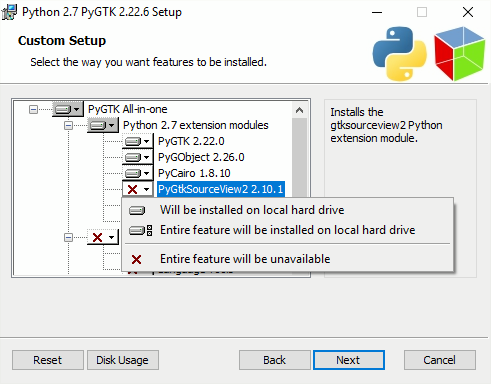 Python 2.7 PyGTK 2.22.6 Setup
Custom Setup
Select the way you want features to be installed.
PyGTK All-in-one
Python 2.7 extension modules
PyGTK 2.22.0
PyGObject 2.26.0
PyCairo 1.8.10
PyGtkSourceView2 2.10.1
Will be installed on local hard drive
Entire feature will be installed on local hard drive
Entire feature will be unavailable
Installs the
gtksourceview2 Python
extension module.
Reset
Disk Usage
Back
Next
Cancel